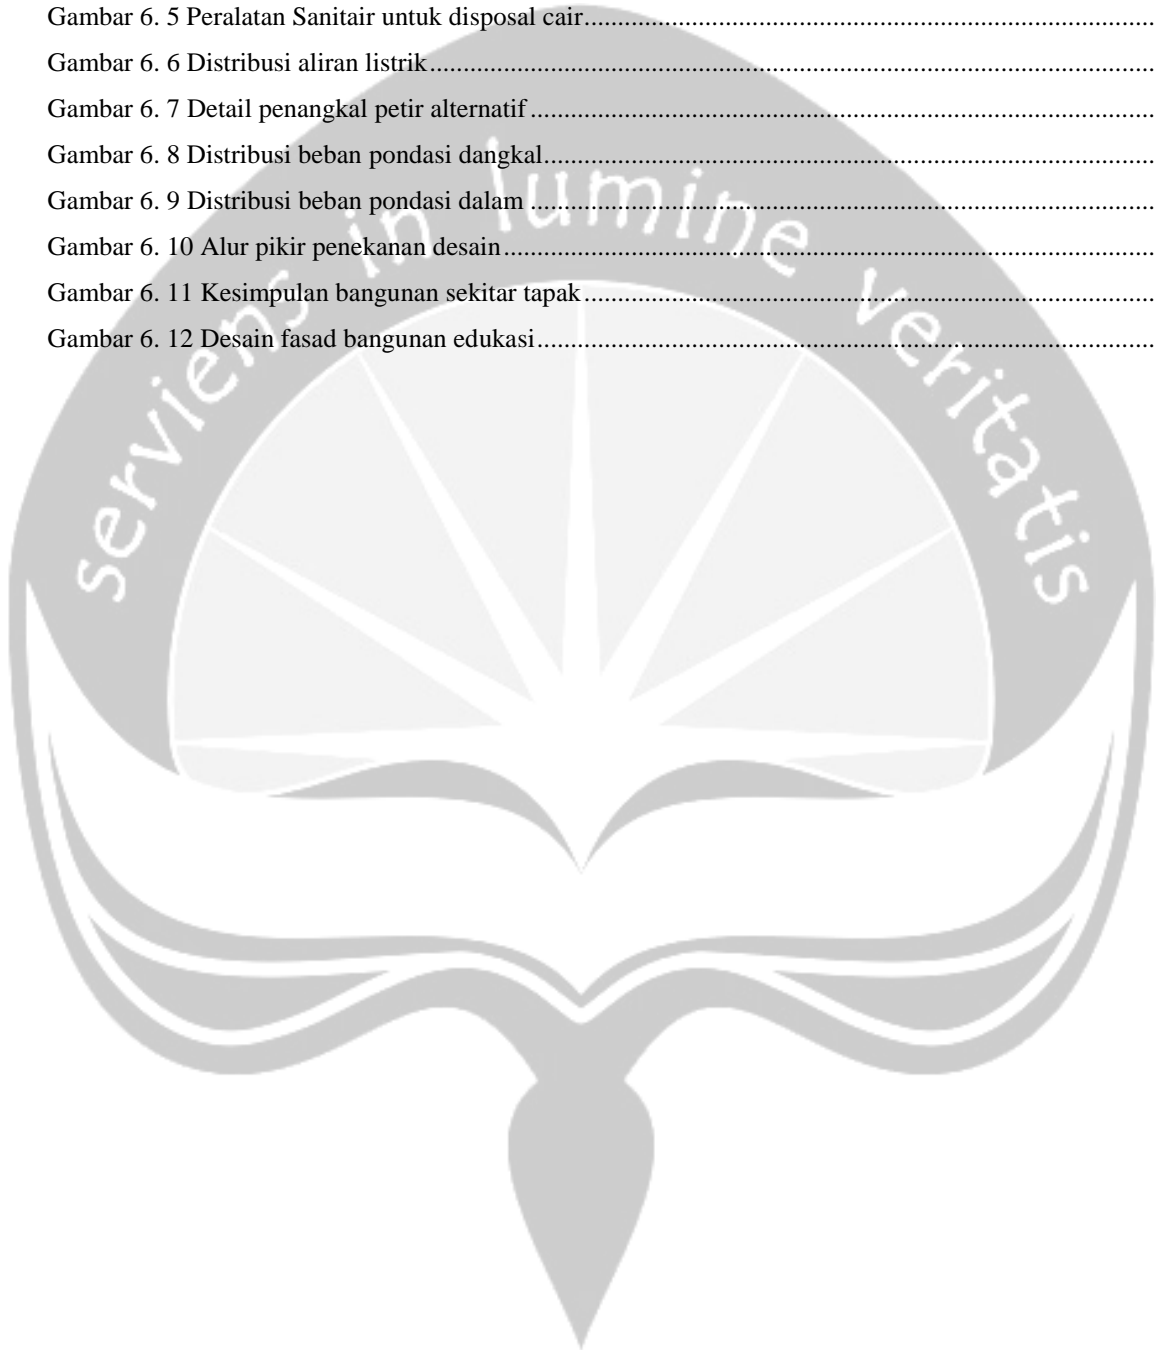 Gambar 6. 5 Peralatan Sanitair untuk disposal cair................................................................................
Gambar 6. 6 Distribusi aliran listrik................................................................................
Gambar 6. 7 Detail penangkal petir alternatif................................................................................
Gambar 6. 8 Distribusi beban pondasi dangkal................................................................................
Gambar 6. 9 Distribusi beban pondasi dalam................................................................................
Gambar 6. 10 Alur pikir penekanan desain................................................................................
Gambar 6. 11 Kesimpulan bangunan sekitar tapak................................................................................
Gambar 6. 12 Desain fasad bangunan edukasi................................................................................
serviens in lumine veritatis